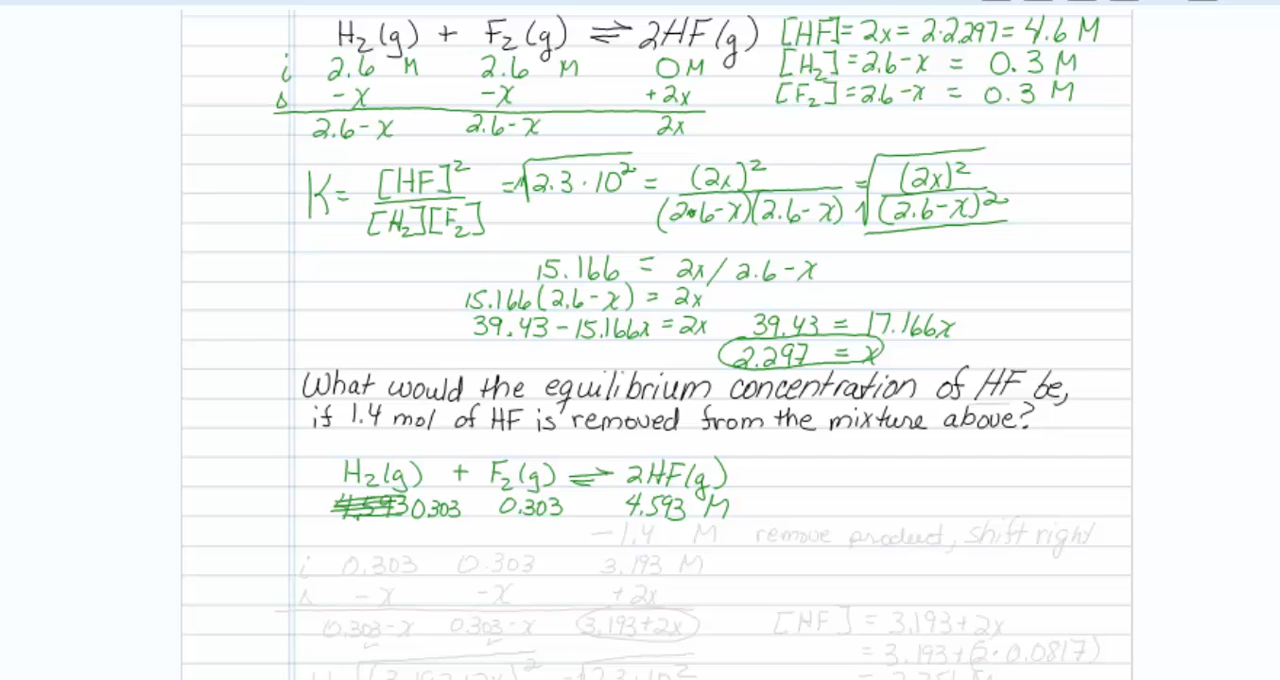 H₂(g) + F₂(g) ⇌ 2HF(g) [HF]= 2x = 2·2.297 = 4.6 M
i 2.6 M 2.6 M 0 M [H₂] = 2.6-x = 0.3 M
Δ -x -x +2x [F₂] = 2.6-x = 0.3 M
2.6-x 2.6-x 2x
K= [HF]² / [H₂][F₂] = √2.3·10² = (2x)² / (2.6-x)(2.6-x) = √(2x)² / (2.6-x)²
15.166 = 2x / 2.6-x
15.166(2.6-x) = 2x
39.43 - 15.166x = 2x 39.43 = 17.166x
2.297 = x
What would the equilibrium concentration of HF be,
if 1.4 mol of HF is removed from the mixture above?
H₂(g) + F₂(g) ⇌ 2HF(g)
4.593 0.303 0.303 4.593 M
-1.4 M remove product, shift right
i 0.303 0.303 3.193 M
Δ -x -x +2x
0.303-x 0.303-x 3.193+2x [HF] = 3.193+2x
= 3.193+(2·0.0817)